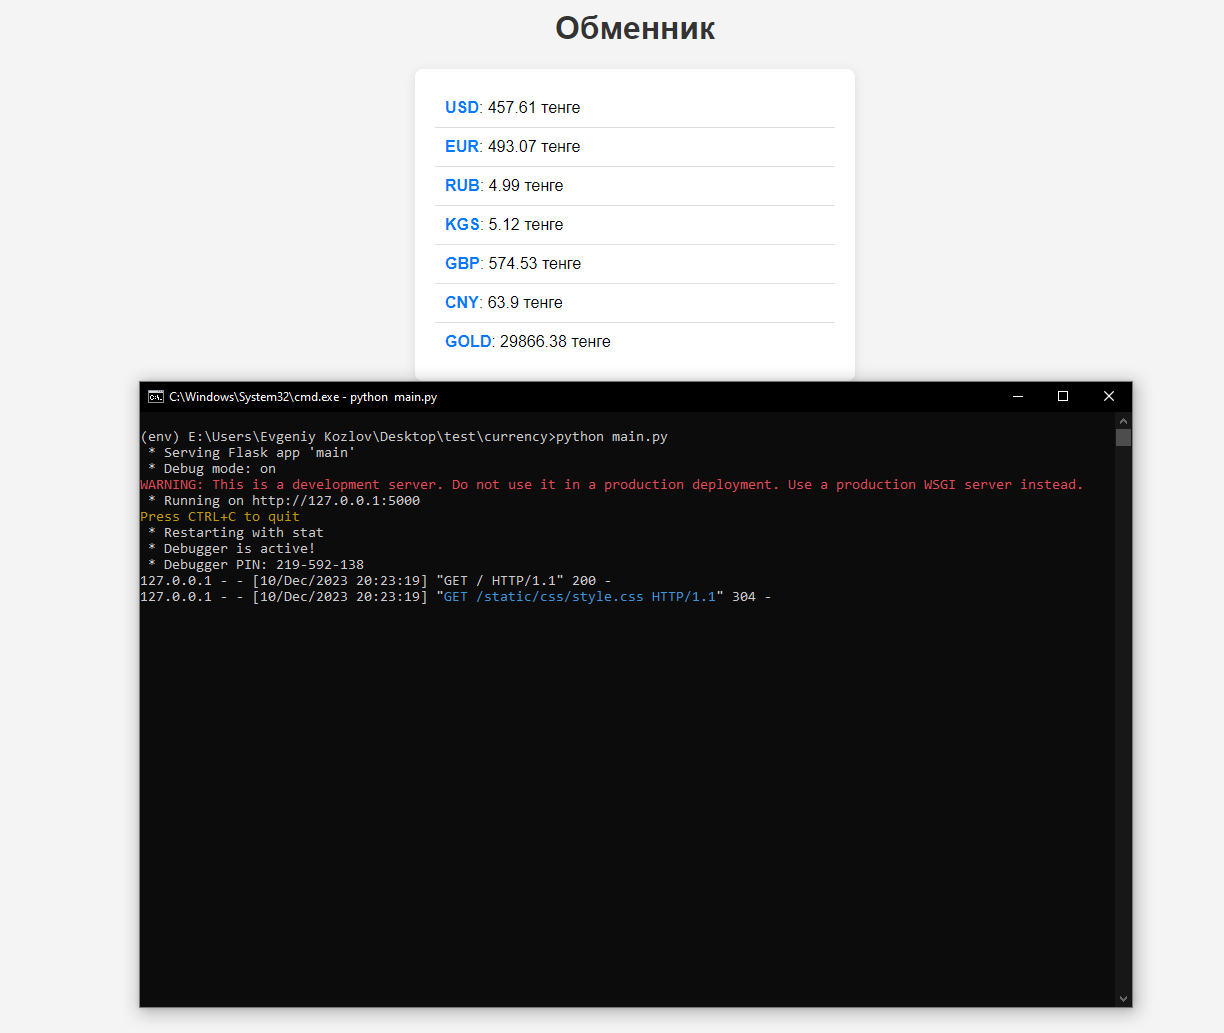 Обменник
USD: 457.61 тенге
EUR: 493.07 тенге
RUB: 4.99 тенге
KGS: 5.12 тенге
GBP: 574.53 тенге
CNY: 63.9 тенге
GOLD: 29866.38 тенге
C:\Windows\System32\cmd.exe - python  main.py
(env) E:\Users\Evgeniy Kozlov\Desktop\test\currency>python main.py
 * Serving Flask app 'main'
 * Debug mode: on
WARNING: This is a development server. Do not use it in a production deployment. Use a production WSGI server instead.
 * Running on http://127.0.0.1:5000
Press CTRL+C to quit
 * Restarting with stat
 * Debugger is active!
 * Debugger PIN: 219-592-138
127.0.0.1 - - [10/Dec/2023 20:23:19] "GET / HTTP/1.1" 200 -
127.0.0.1 - - [10/Dec/2023 20:23:19] "GET /static/css/style.css HTTP/1.1" 304 -